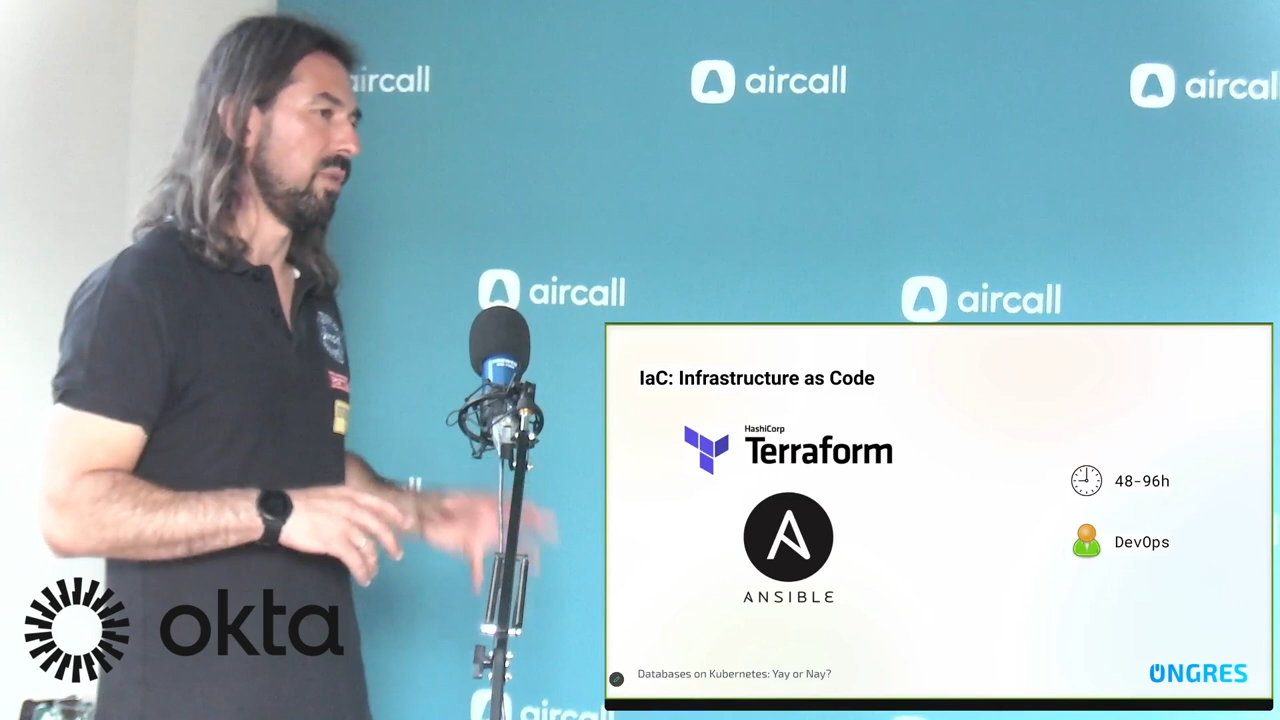 aircall
aircall
aircall
aircall
aircall
IaC: Infrastructure as Code
HashiCorp
Terraform
48-96h
ANSIBLE
DevOps
okta
Databases on Kubernetes: Yay or Nay?
ONGRES
aircall